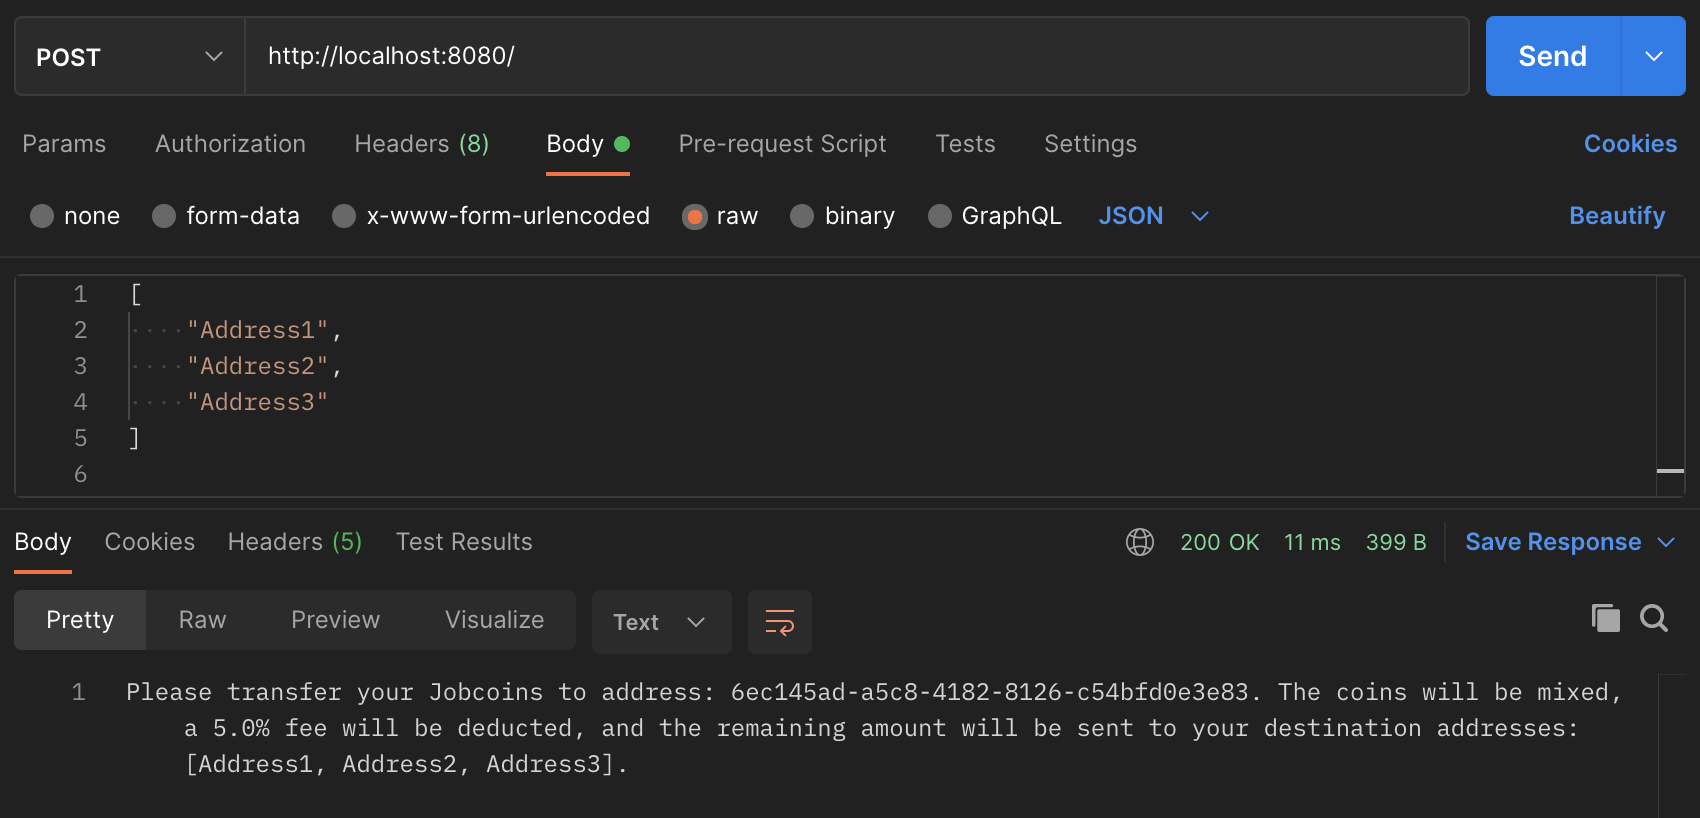 POST http://localhost:8080/ Send
Params Authorization Headers (8) Body Pre-request Script Tests Settings Cookies
none form-data x-www-form-urlencoded raw binary GraphQL JSON Beautify
1 [
2 ····"Address1",
3 ····"Address2",
4 ····"Address3"
5 ]
6
Body Cookies Headers (5) Test Results 200 OK 11 ms 399 B Save Response
Pretty Raw Preview Visualize Text
1 Please transfer your Jobcoins to address: 6ec145ad-a5c8-4182-8126-c54bfd0e3e83. The coins will be mixed,
a 5.0% fee will be deducted, and the remaining amount will be sent to your destination addresses:
[Address1, Address2, Address3].